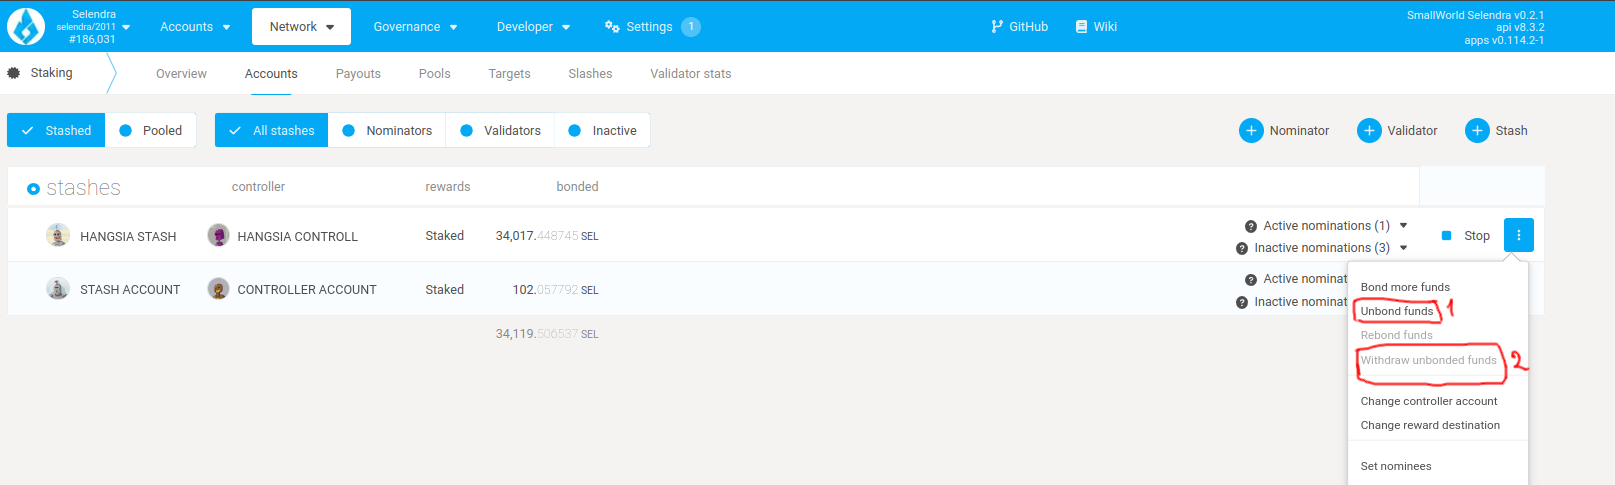 Selendra
selendra/2011
#186,031
Accounts
Network
Governance
Developer
Settings 1
GitHub
Wiki
SmallWorld Selendra v0.2.1
api v8.3.2
apps v0.114.2-1
Staking
Overview
Accounts
Payouts
Pools
Targets
Slashes
Validator stats
Stashed
Pooled
All stashes
Nominators
Validators
Inactive
Nominator
Validator
Stash
stashes controller rewards bonded
HANGSIA STASH HANGSIA CONTROLL Staked 34,017.448745 SEL
Active nominations (1)
Inactive nominations (3)
Stop
STASH ACCOUNT CONTROLLER ACCOUNT Staked 102.057792 SEL
Active nominat
Inactive nominat
34,119.506537 SEL
Bond more funds
Unbond funds 1
Rebond funds
Withdraw unbonded funds 2
Change controller account
Change reward destination
Set nominees